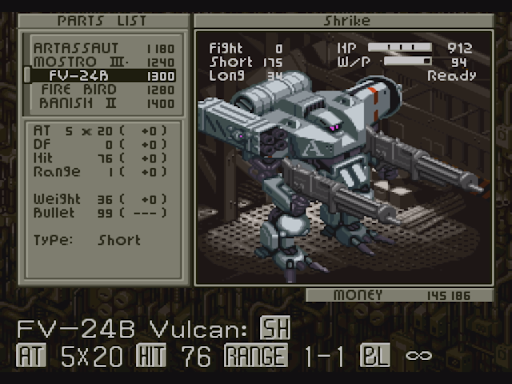 PARTS LIST
Shrike
ARTASSAUT 1180
MOSTRO III· 1240
FV-24B 1300
FIRE BIRD 1280
BANISH II 1400
Fight 0
Short 175
Long 34
HP 912
W/P 94
Ready
AT 5 x 20 ( +0 )
DF 0 ( +0 )
Hit 76 ( +0 )
Range 1 ( +0 )
Weight 36 ( +0 )
Bullet 99 ( --- )
Type: Short
A
MONEY 145186
FV-24B Vulcan: SH
AT 5×20 HIT 76 RANGE 1-1 BL ∞